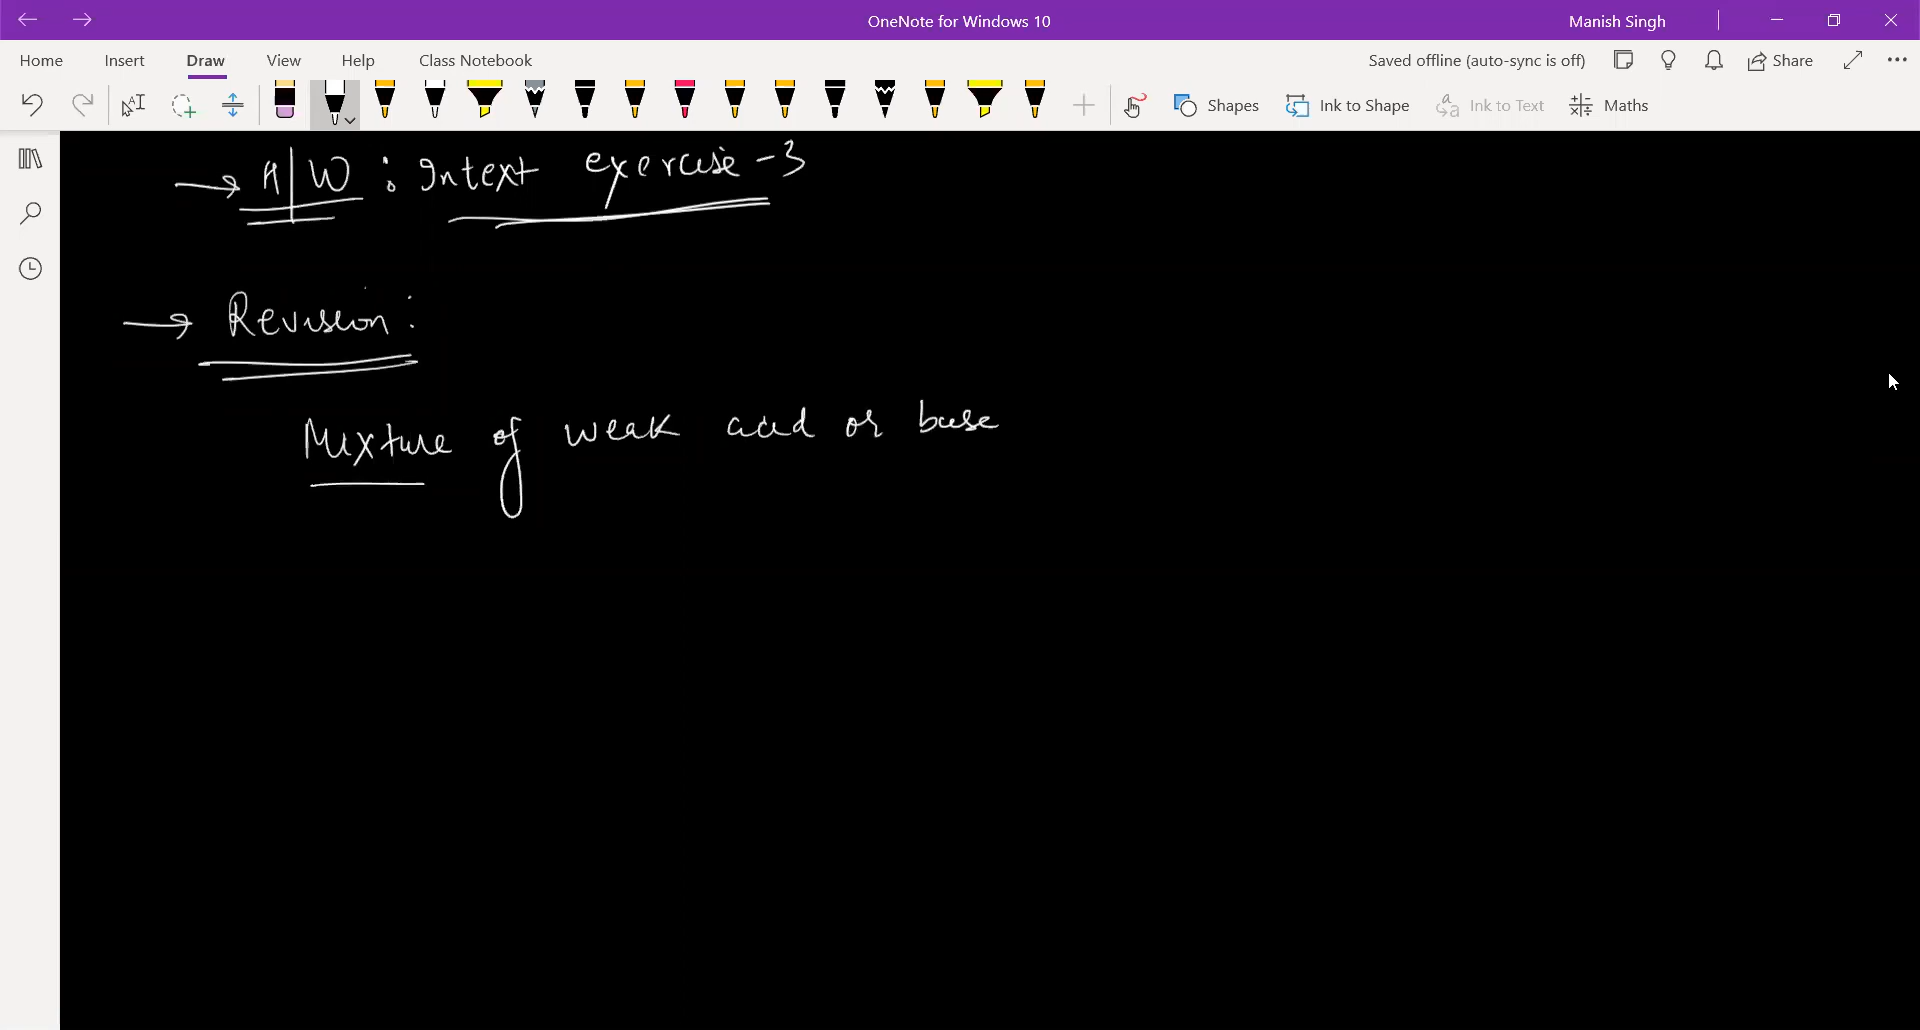 OneNote for Windows 10
Manish Singh
Home Insert Draw View Help Class Notebook
Saved offline (auto-sync is off) Share
Shapes Ink to Shape Ink to Text Maths
→ H|W : Intext exercise -3
→ Revision :
Mixture of weak acid or base